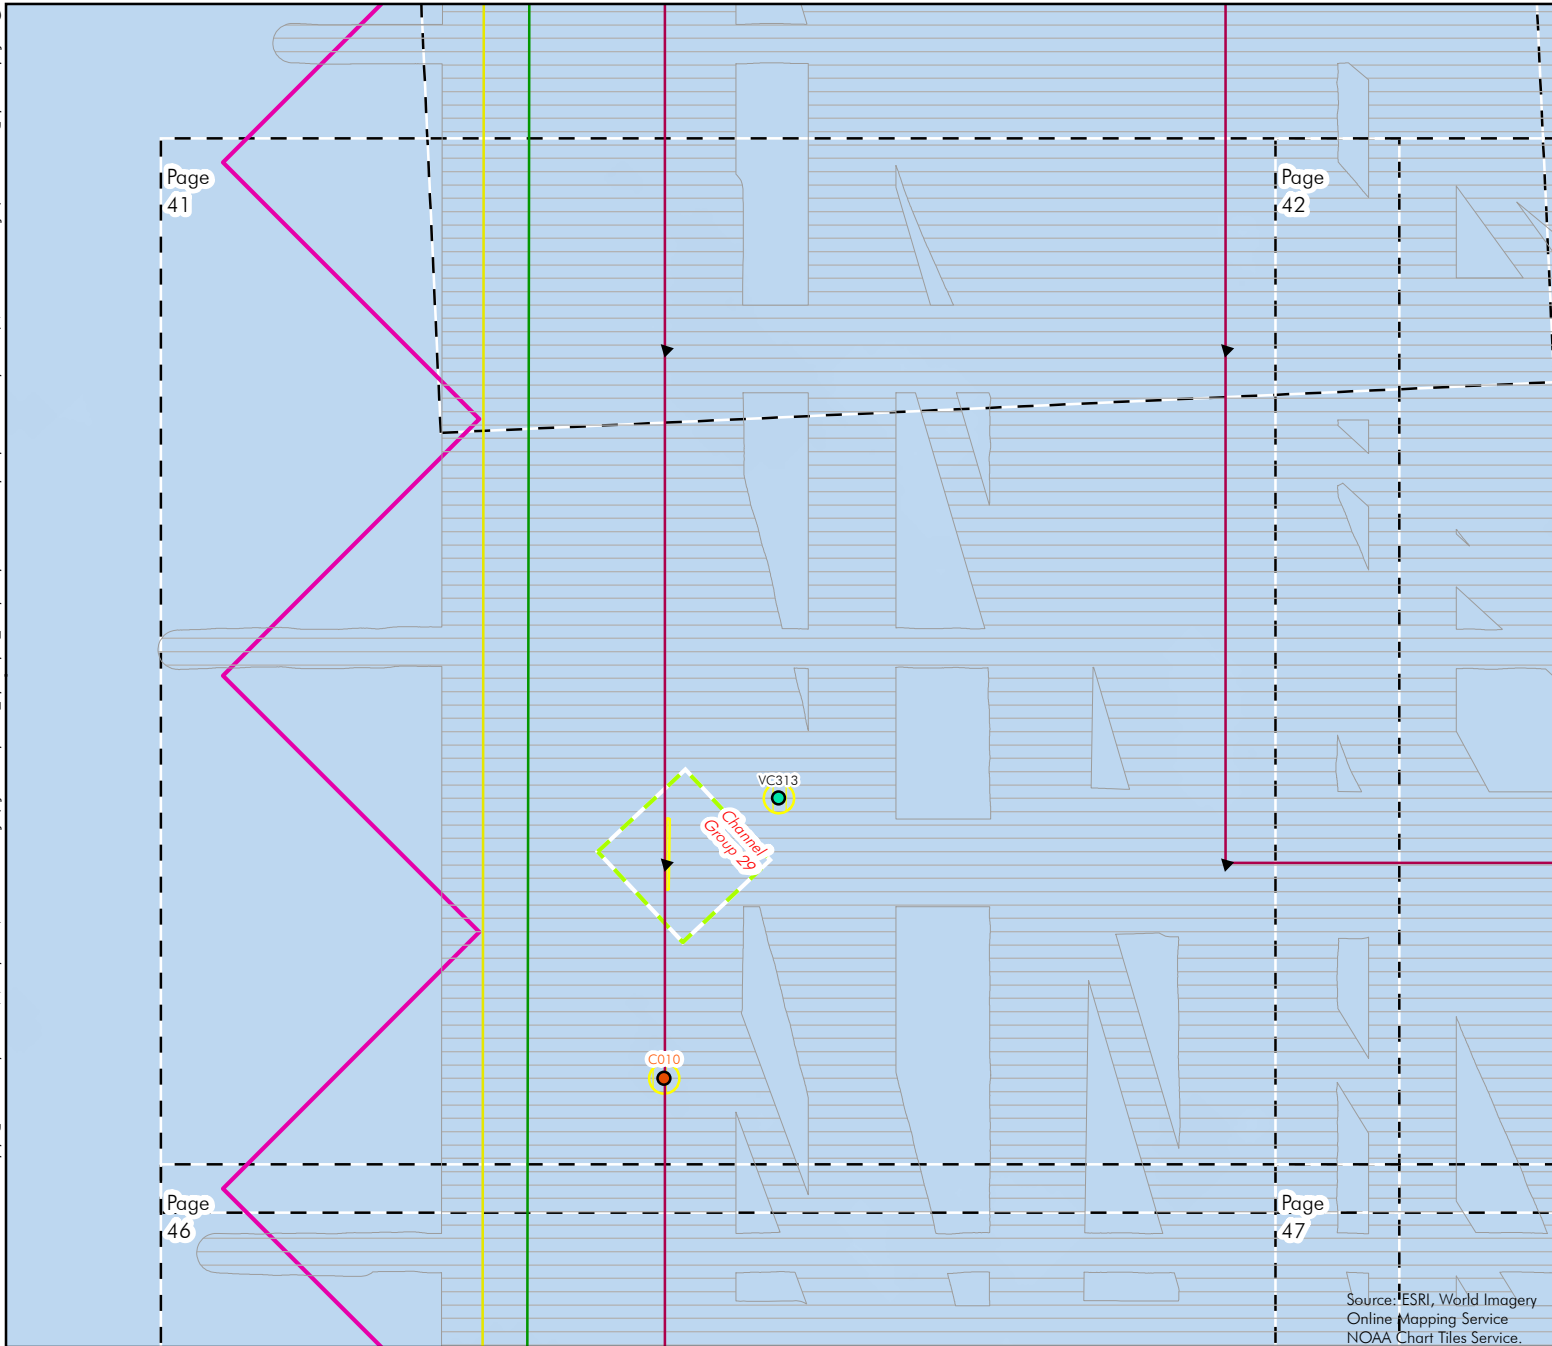 Page
41
Page
42
VC313
Channel
Group 29
C010
Page
46
Page
47
Source: ESRI, World Imagery
Online Mapping Service
NOAA Chart Tiles Service.